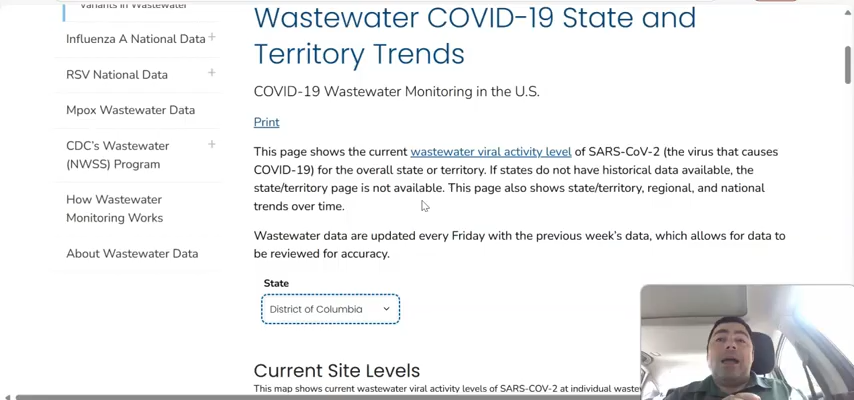 Variants in Wastewater
Influenza A National Data +
RSV National Data +
Mpox Wastewater Data
CDC's Wastewater +
(NWSS) Program
How Wastewater
Monitoring Works
About Wastewater Data
Wastewater COVID-19 State and
Territory Trends
COVID-19 Wastewater Monitoring in the U.S.
Print
This page shows the current wastewater viral activity level of SARS-CoV-2 (the virus that causes
COVID-19) for the overall state or territory. If states do not have historical data available, the
state/territory page is not available. This page also shows state/territory, regional, and national
trends over time.
Wastewater data are updated every Friday with the previous week's data, which allows for data to
be reviewed for accuracy.
State
District of Columbia
Current Site Levels
This map shows current wastewater viral activity levels of SARS-COV-2 at individual